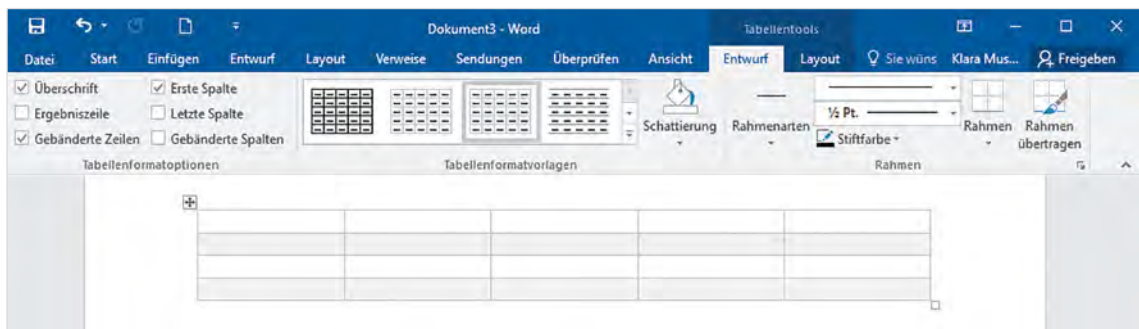 Dokument3 - Word Tabellentools
Datei Start Einfügen Entwurf Layout Verweise Sendungen Überprüfen Ansicht Entwurf Layout Sie wüns Klara Mus... Freigeben
Überschrift Erste Spalte
Ergebniszeile Letzte Spalte
Gebänderte Zeilen Gebänderte Spalten
Schattierung Rahmenarten ½ Pt. Stiftfarbe Rahmen Rahmen übertragen
Tabellenformatoptionen Tabellenformatvorlagen Rahmen